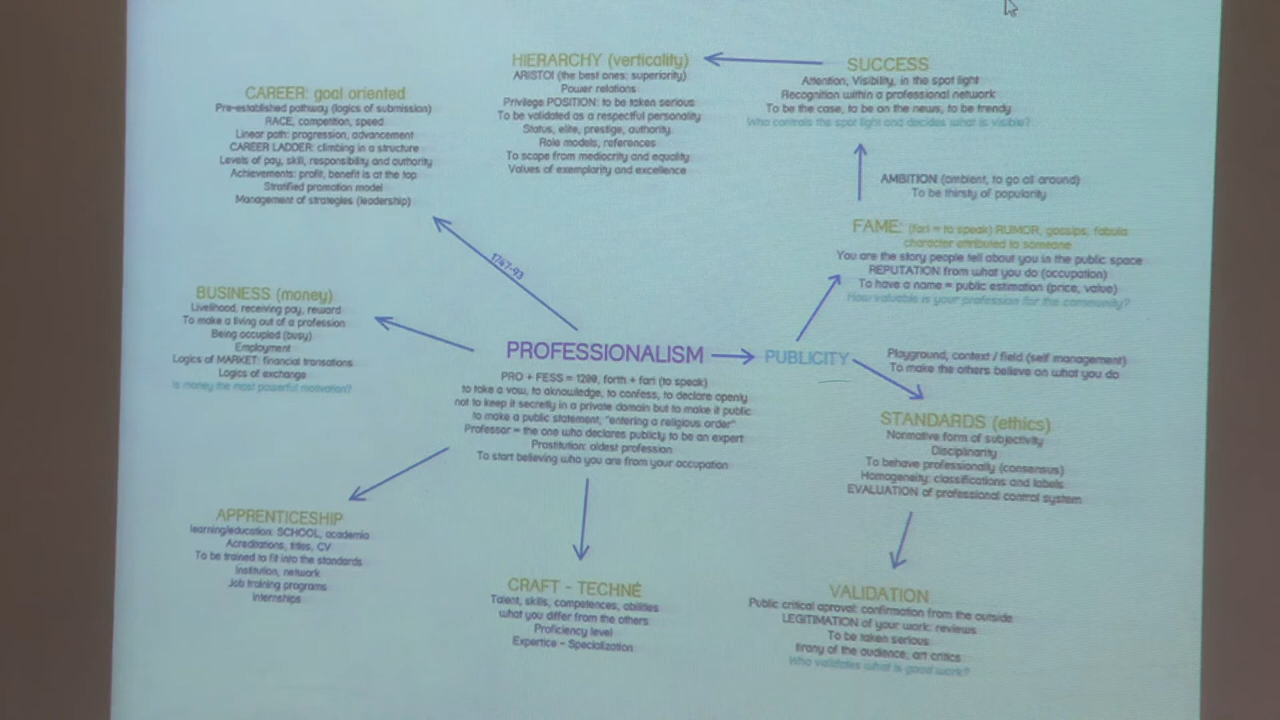 HIERARCHY (verticality)
ARISTOI (the best ones: superiority)
Power relations
Privilege POSITION: to be taken serious
To be validated as a respectful personality
Status, elite, prestige, authority
Role models, references
To scape from mediocrity and equality
Values of exemplarity and excellence
SUCCESS
Attention, Visibility, in the spot light
Recognition within a professional network
To be the case, to be on the news, to be trendy
Who controls the spot light and decides what is visible?
CAREER: goal oriented
Pre-established pathway (logics of submission)
RACE, competition, speed
Linear path: progression, advancement
CAREER LADDER: climbing in a structure
Levels of pay, skill, responsibility and authority
Achievements: profit, benefit is at the top
Stratified promotion model
Management of strategies (leadership)
AMBITION (ambient, to go all around)
To be thirsty of popularity
FAME: (fari = to speak) RUMOR, gossips, fabula
character attributed to someone
You are the story people tell about you in the public space
REPUTATION from what you do (occupation)
To have a name = public estimation (price, value)
How valuable is your profession for the community?
1747-93
BUSINESS (money)
Livelihood, receiving pay, reward
To make a living out of a profession
Being occupied (busy)
Employment
Logics of MARKET: financial transations
Logics of exchange
Is money the most powerful motivation?
PROFESSIONALISM
PRO + FESS = 1200, forth + fari (to speak)
to take a vow, to aknowledge, to confess, to declare openly
not to keep it secretly in a private domain but to make it public
to make a public statement, "entering a religious order"
Professor = the one who declares publicly to be an expert
Prostitution: oldest profession
To start believing who you are from your occupation
PUBLICITY
Playground, context / field (self management)
To make the others believe on what you do
STANDARDS (ethics)
Normative form of subjectivity
Disciplinarity
To behave professionally (consensus)
Homogeneity: classifications and labels
EVALUATION of professional control system
APPRENTICESHIP
learning/education: SCHOOL, academia
Acreditations, titles, CV
To be trained to fit into the standards
Institution, network
Job training programs
Internships
CRAFT - TECHNÉ
Talent, skills, competences, abilities
what you differ from the others
Proficiency level
Expertice - Specialization
VALIDATION
Public critical aproval: confirmation from the outside
LEGITIMATION of your work: reviews
To be taken serious
Tirany of the audience, art critics
Who validates what is good work?